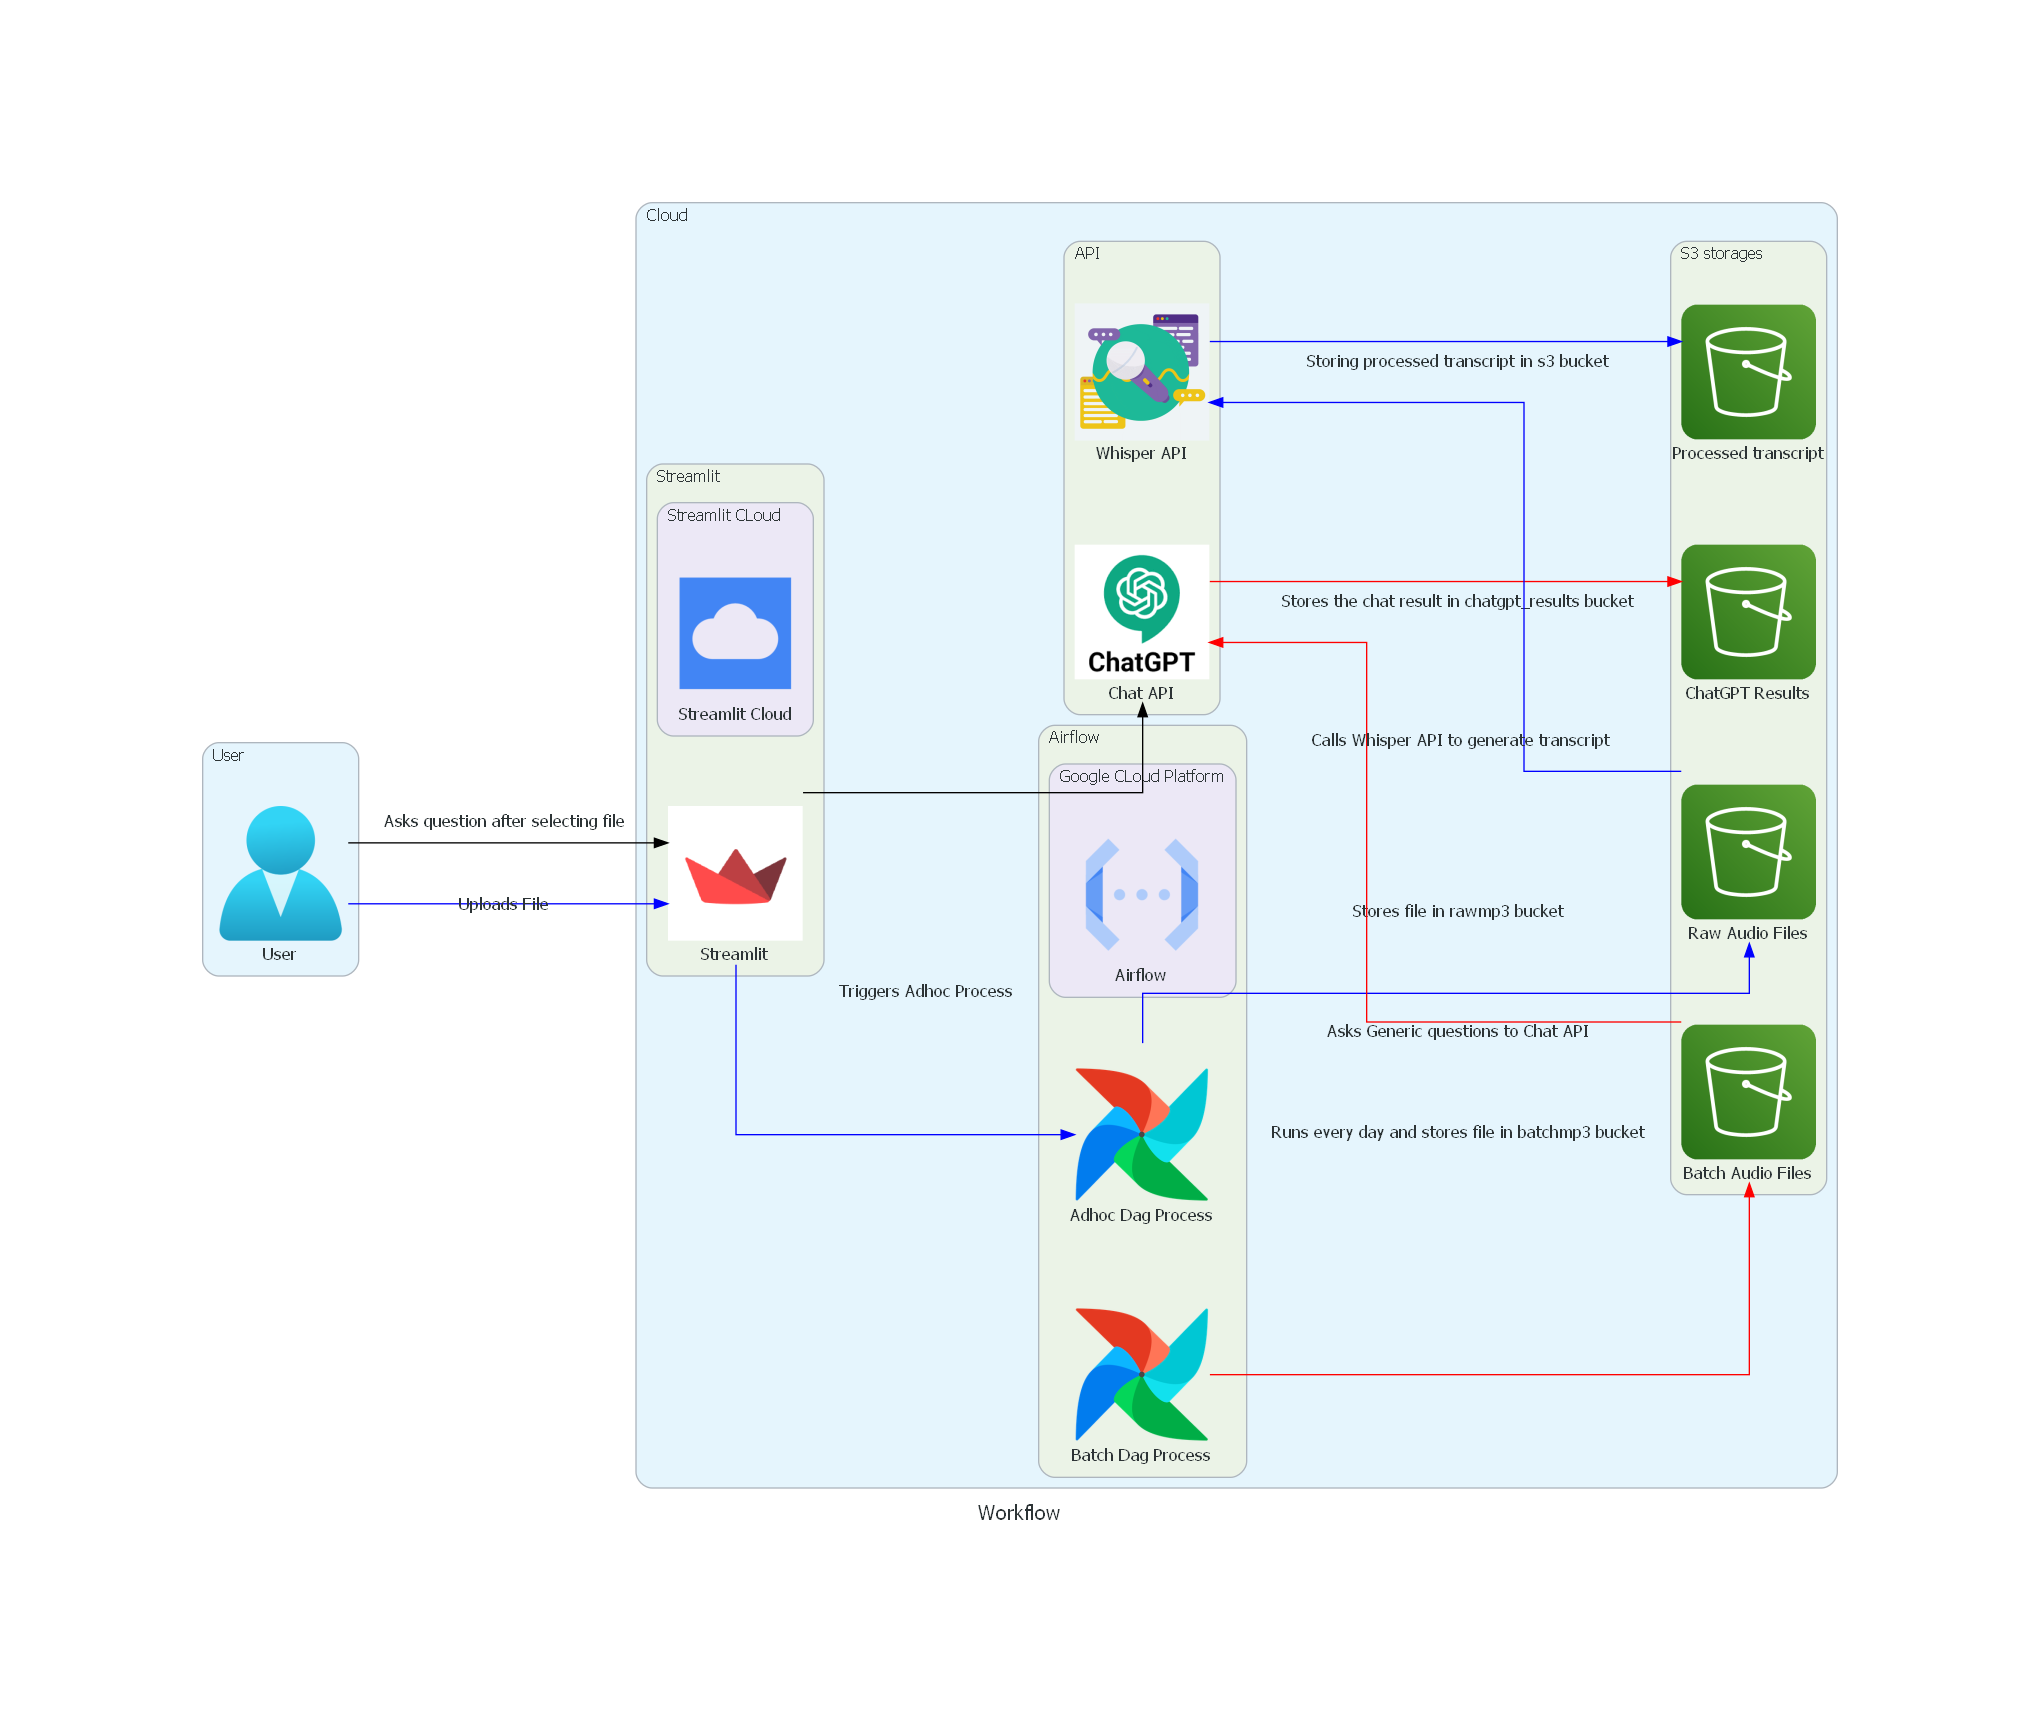 Cloud
API
S3 storages
Storing processed transcript in s3 bucket
Whisper API
Processed transcript
Streamlit
Streamlit CLoud
Streamlit Cloud
Stores the chat result in chatgpt_results bucket
ChatGPT
Chat API
ChatGPT Results
Airflow
Calls Whisper API to generate transcript
User
Google CLoud Platform
Asks question after selecting file
Uploads File
Stores file in rawmp3 bucket
Raw Audio Files
User
Streamlit
Airflow
Triggers Adhoc Process
Asks Generic questions to Chat API
Runs every day and stores file in batchmp3 bucket
Batch Audio Files
Adhoc Dag Process
Batch Dag Process
Workflow